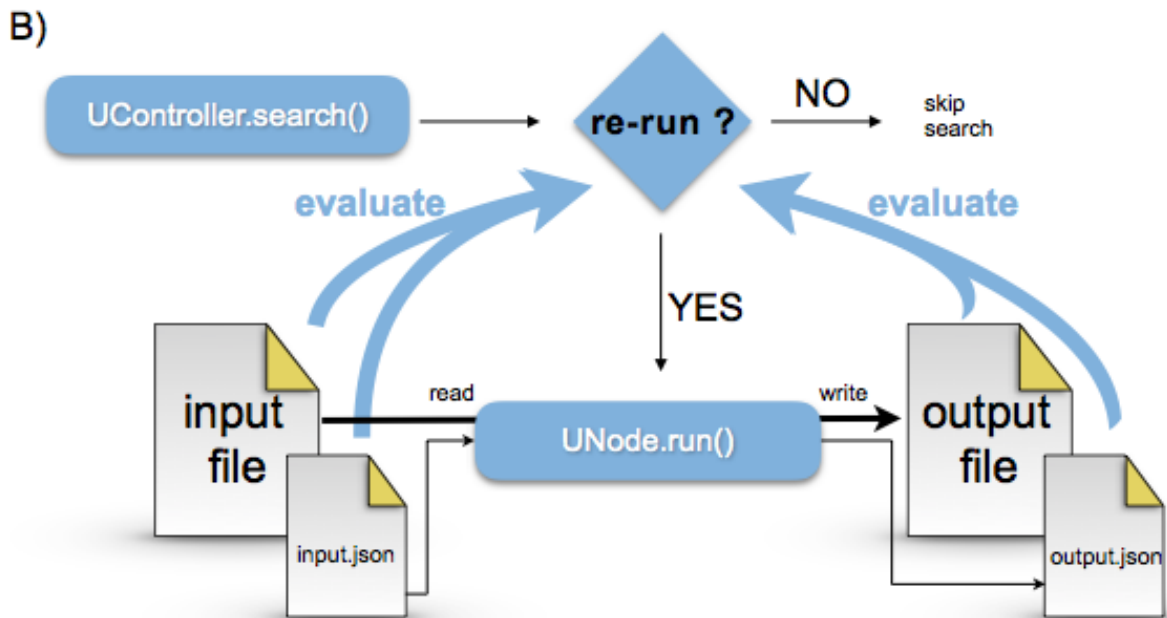 B)
UController.search()
re-run ?
NO
skip
search
evaluate
evaluate
YES
input
file
read
write
UNode.run()
output
file
input.json
output.json